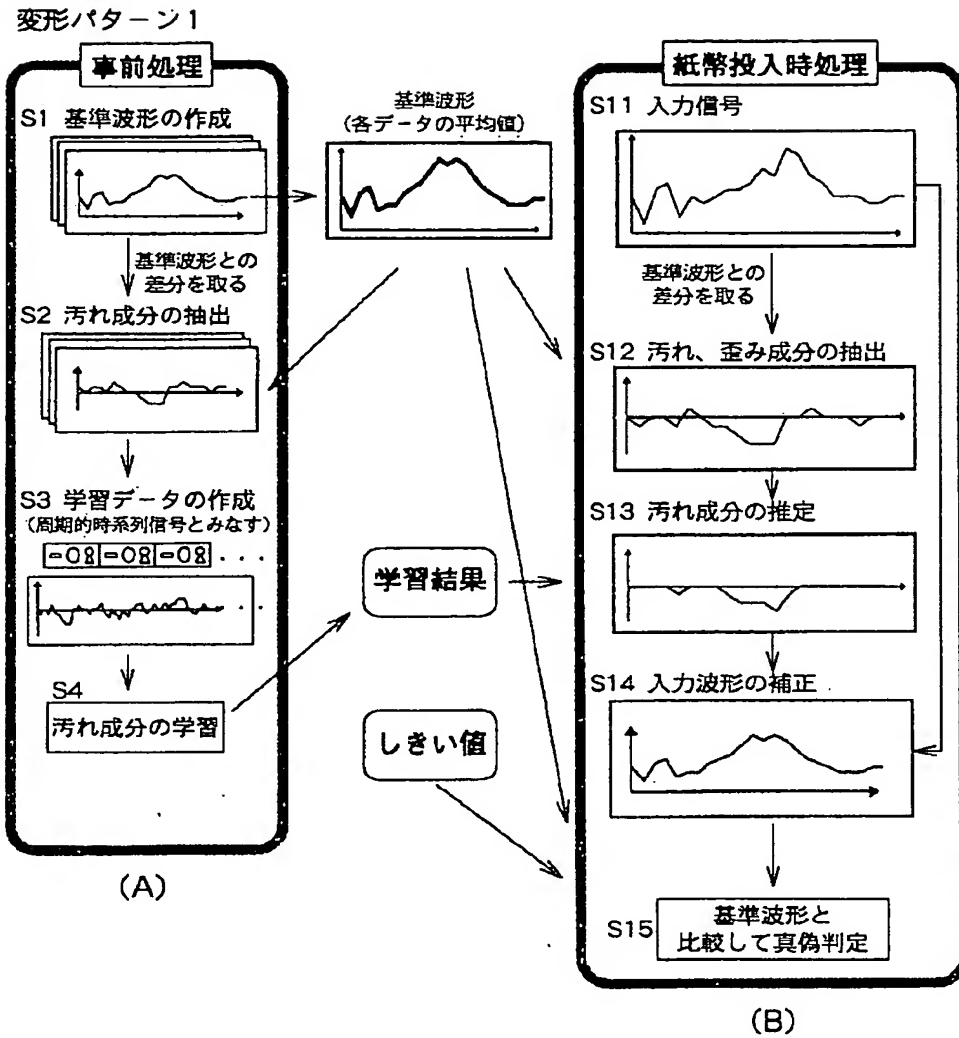 変形パターン1
事前処理
S1 基準波形の作成
基準波形との
差分を取る
S2 汚れ成分の抽出
S3 学習データの作成
(周期的時系列信号とみなす)
S4
汚れ成分の学習
(A)
基準波形
(各データの平均値)
学習結果
しきい値
紙幣投入時処理
S11 入力信号
基準波形との
差分を取る
S12 汚れ、歪み成分の抽出
S13 汚れ成分の推定
S14 入力波形の補正
S15
基準波形と
比較して真偽判定
(B)